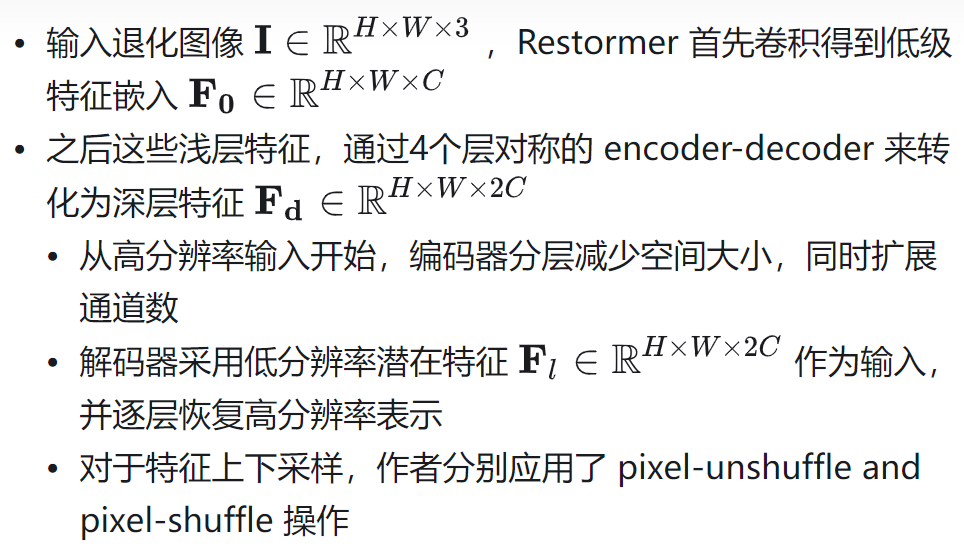 • 输入退化图像 $\mathbf{I} \in \mathbb{R}^{H \times W \times 3}$ ，Restormer 首先卷积得到低级
特征嵌入 $\mathbf{F_0} \in \mathbb{R}^{H \times W \times C}$
• 之后这些浅层特征，通过4个层对称的 encoder-decoder 来转
化为深层特征 $\mathbf{F_d} \in \mathbb{R}^{H \times W \times 2C}$
• 从高分辨率输入开始，编码器分层减少空间大小，同时扩展
通道数
• 解码器采用低分辨率潜在特征 $\mathbf{F}_l \in \mathbb{R}^{H \times W \times 2C}$ 作为输入，
并逐层恢复高分辨率表示
• 对于特征上下采样，作者分别应用了 pixel-unshuffle and
pixel-shuffle 操作